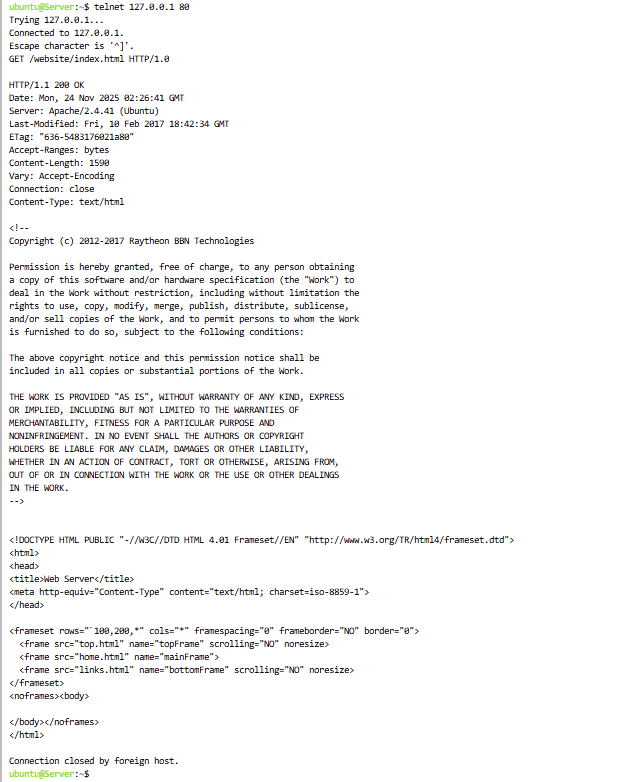 ubuntu@Server:~$ telnet 127.0.0.1 80
Trying 127.0.0.1...
Connected to 127.0.0.1.
Escape character is '^]'.
GET /website/index.html HTTP/1.0

HTTP/1.1 200 OK
Date: Mon, 24 Nov 2025 02:26:41 GMT
Server: Apache/2.4.41 (Ubuntu)
Last-Modified: Fri, 10 Feb 2017 18:42:34 GMT
ETag: "636-5483176021a80"
Accept-Ranges: bytes
Content-Length: 1590
Vary: Accept-Encoding
Connection: close
Content-Type: text/html

<!--
Copyright (c) 2012-2017 Raytheon BBN Technologies

Permission is hereby granted, free of charge, to any person obtaining
a copy of this software and/or hardware specification (the "Work") to
deal in the Work without restriction, including without limitation the
rights to use, copy, modify, merge, publish, distribute, sublicense,
and/or sell copies of the Work, and to permit persons to whom the Work
is furnished to do so, subject to the following conditions:

The above copyright notice and this permission notice shall be
included in all copies or substantial portions of the Work.

THE WORK IS PROVIDED "AS IS", WITHOUT WARRANTY OF ANY KIND, EXPRESS
OR IMPLIED, INCLUDING BUT NOT LIMITED TO THE WARRANTIES OF
MERCHANTABILITY, FITNESS FOR A PARTICULAR PURPOSE AND
NONINFRINGEMENT. IN NO EVENT SHALL THE AUTHORS OR COPYRIGHT
HOLDERS BE LIABLE FOR ANY CLAIM, DAMAGES OR OTHER LIABILITY,
WHETHER IN AN ACTION OF CONTRACT, TORT OR OTHERWISE, ARISING FROM,
OUT OF OR IN CONNECTION WITH THE WORK OR THE USE OR OTHER DEALINGS
IN THE WORK.
-->

<!DOCTYPE HTML PUBLIC "-//W3C//DTD HTML 4.01 Frameset//EN" "http://www.w3.org/TR/html4/frameset.dtd">
<html>
<head>
<title>Web Server</title>
<meta http-equiv="Content-Type" content="text/html; charset=iso-8859-1">
</head>

<frameset rows="`100,200,*" cols="*" framespacing="0" frameborder="NO" border="0">
  <frame src="top.html" name="topFrame" scrolling="NO" noresize>
  <frame src="home.html" name="mainFrame">
  <frame src="links.html" name="bottomFrame" scrolling="NO" noresize>
</frameset>
<noframes><body>

</body></noframes>
</html>

Connection closed by foreign host.
ubuntu@Server:~$